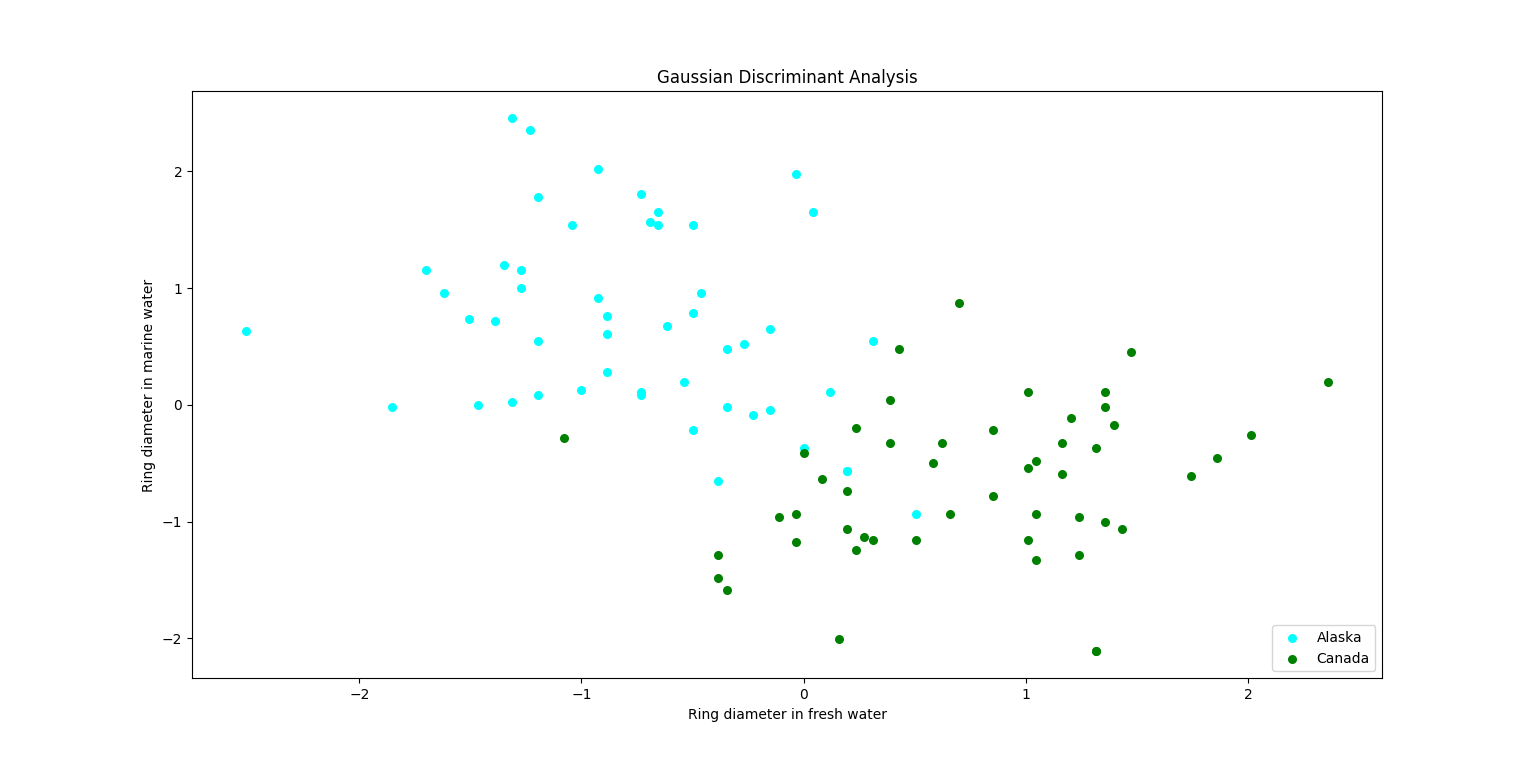 Gaussian Discriminant Analysis
Ring diameter in marine water
2
1
0
−1
−2
−2 −1 0 1 2
Ring diameter in fresh water
Alaska
Canada